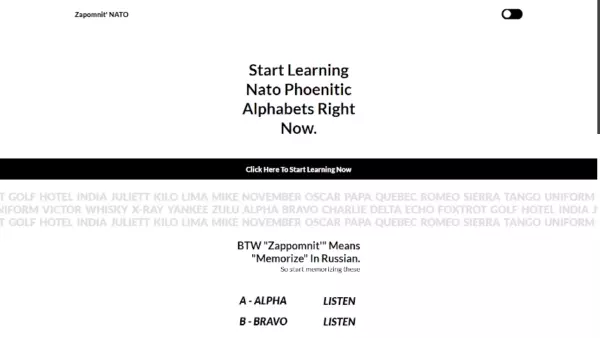 Zapomnit' NATO
Start Learning
Nato Phoenitic
Alphabets Right
Now.
Click Here To Start Learning Now
T GOLF HOTEL INDIA JULIETT KILO LIMA MIKE NOVEMBER OSCAR PAPA QUEBEC ROMEO SIERRA TANGO UNIFORM
NIFORM VICTOR WHISKY X-RAY YANKEE ZULU ALPHA BRAVO CHARLIE DELTA ECHO FOXTROT GOLF HOTEL INDIA J
T GOLF HOTEL INDIA JULIETT KILO LIMA MIKE NOVEMBER OSCAR PAPA QUEBEC ROMEO SIERRA TANGO UNIFORM
BTW "Zappomnit'" Means
"Memorize" In Russian.
So start memorizing these
A - ALPHA LISTEN
B - BRAVO LISTEN